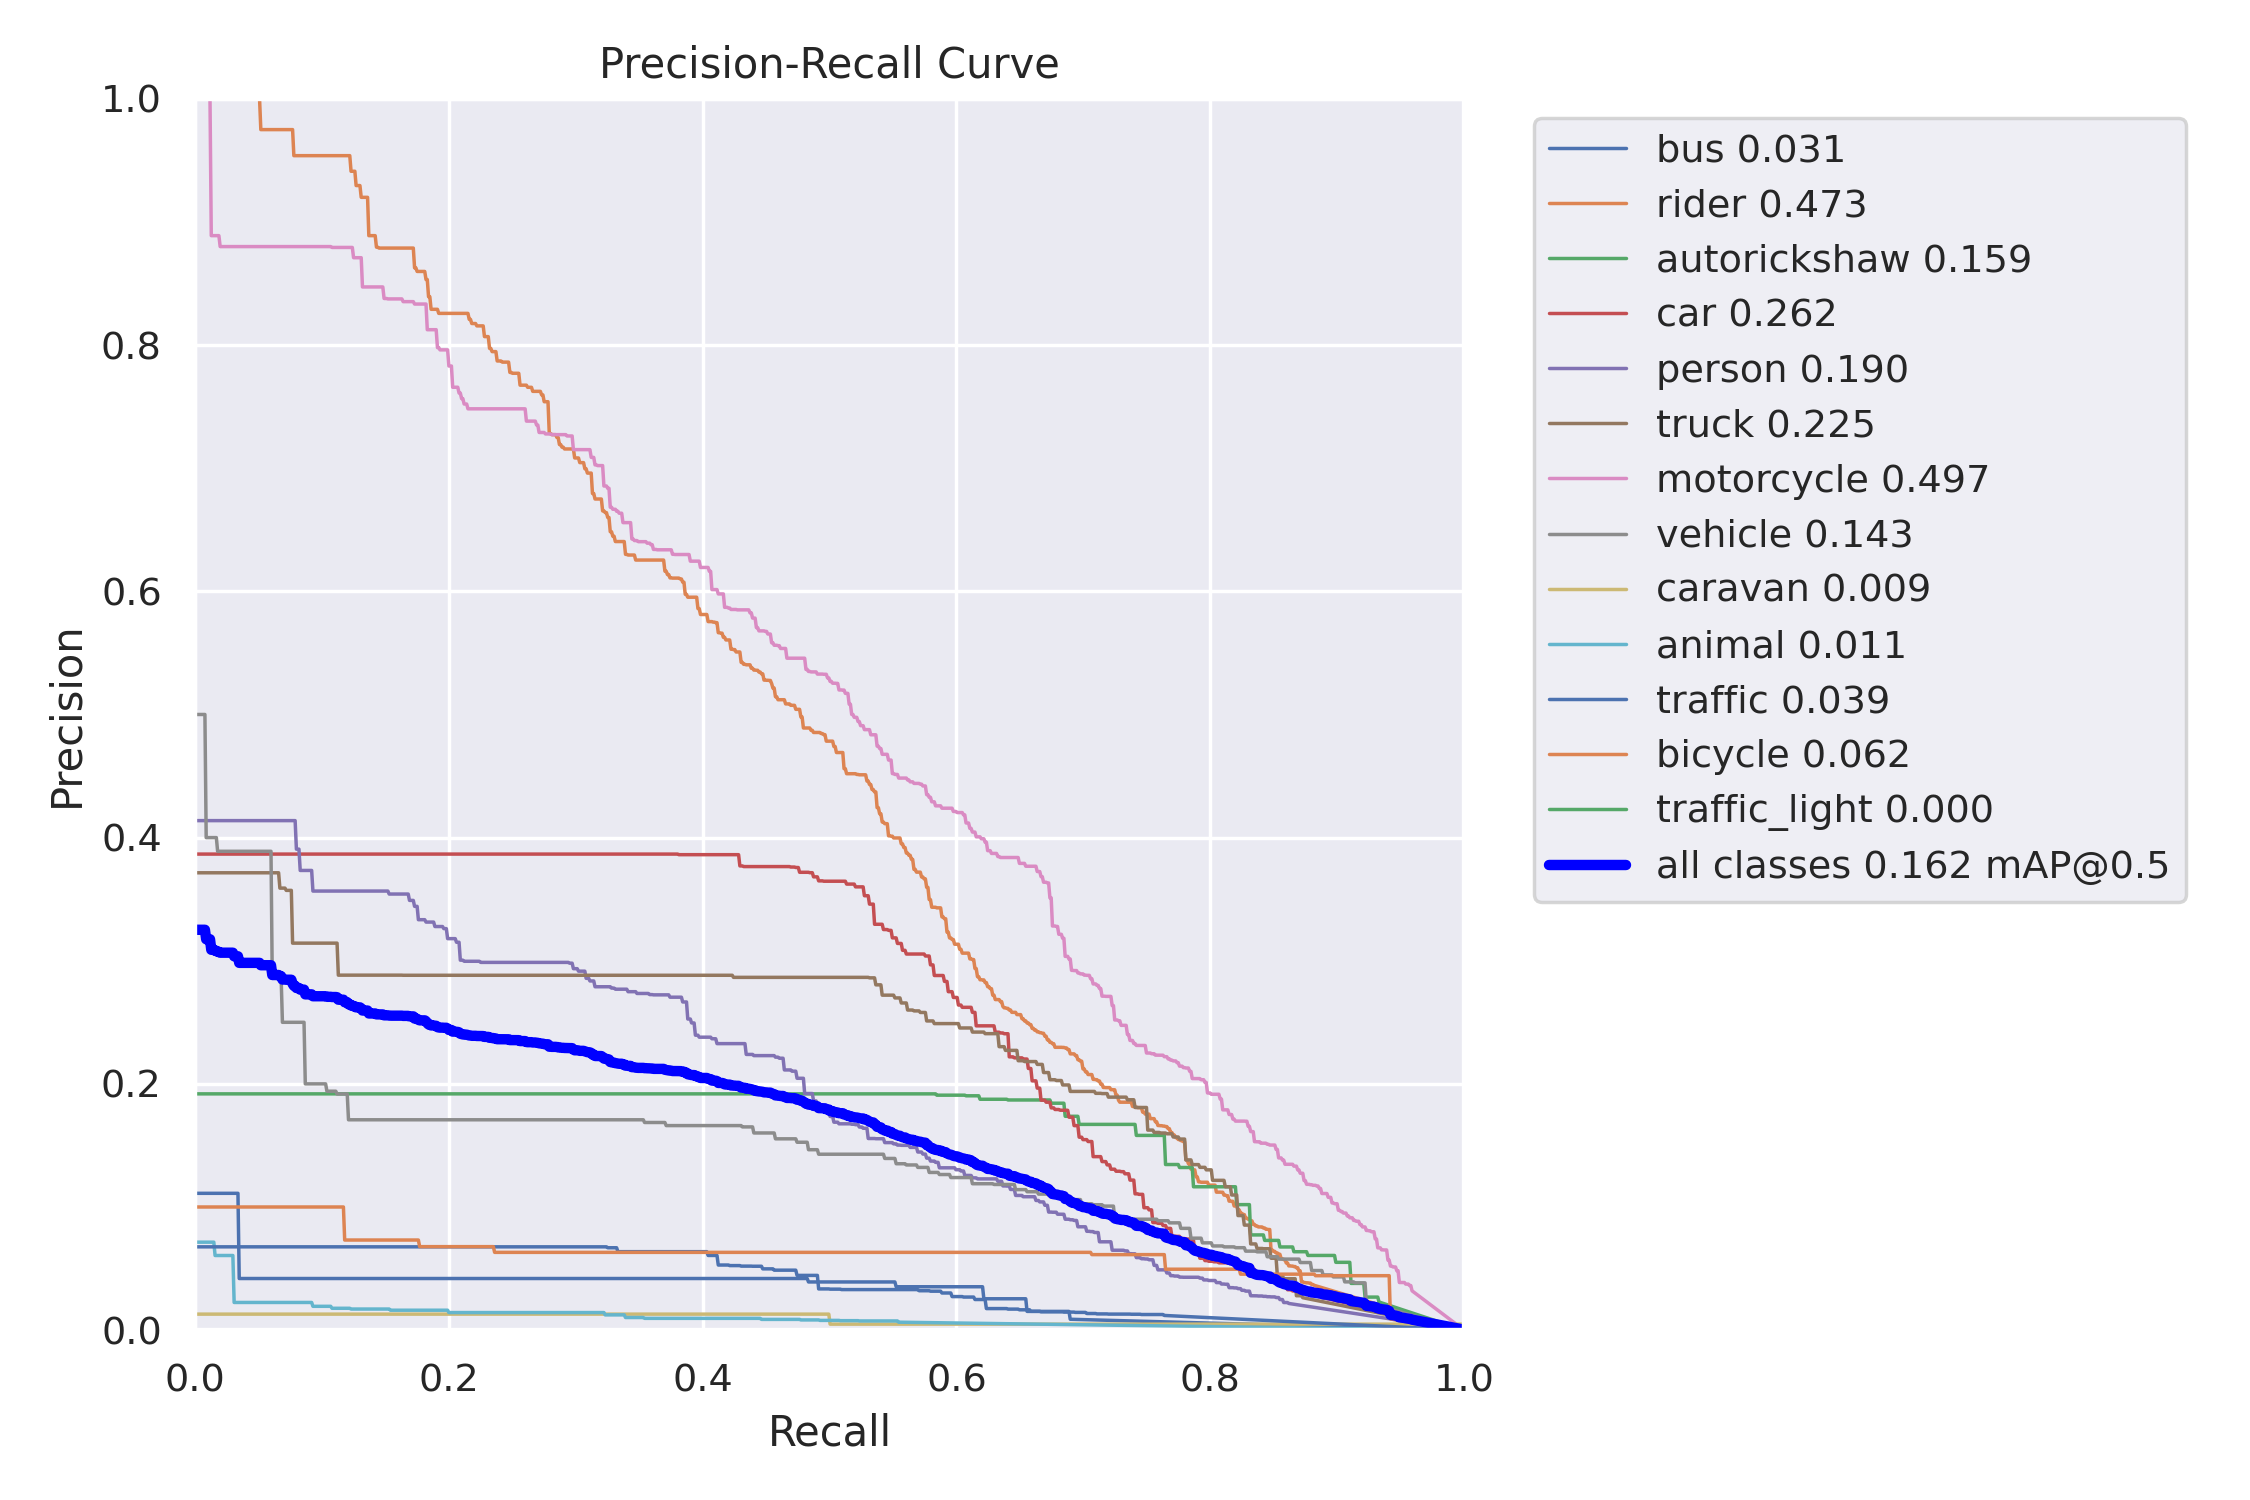 Precision-Recall Curve
1.0
0.8
0.6
0.4
0.2
0.0
Precision
0.0 0.2 0.4 0.6 0.8 1.0
Recall
bus 0.031
rider 0.473
autorickshaw 0.159
car 0.262
person 0.190
truck 0.225
motorcycle 0.497
vehicle 0.143
caravan 0.009
animal 0.011
traffic 0.039
bicycle 0.062
traffic_light 0.000
all classes 0.162 mAP@0.5